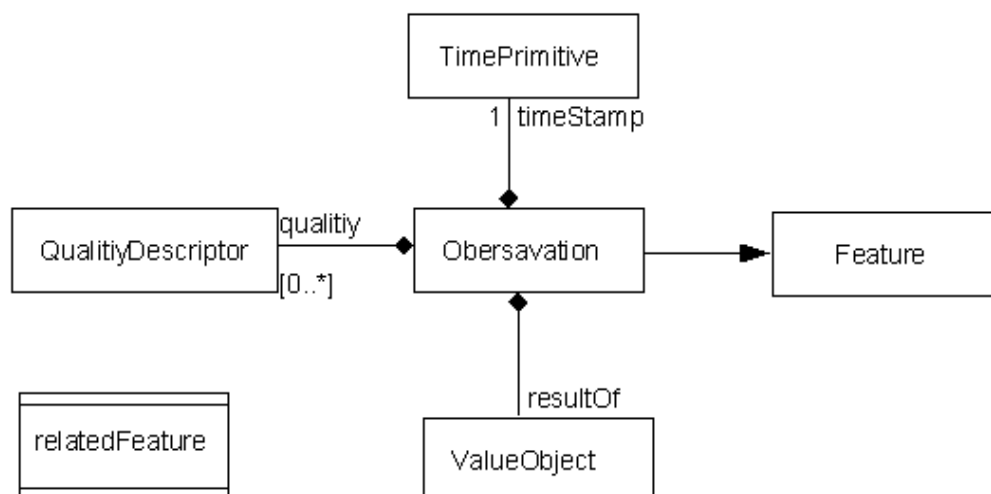 TimePrimitive
1 timeStamp
qualitiy
QualitiyDescriptor
Obersavation
Feature
[0..*]
resultOf
relatedFeature
ValueObject